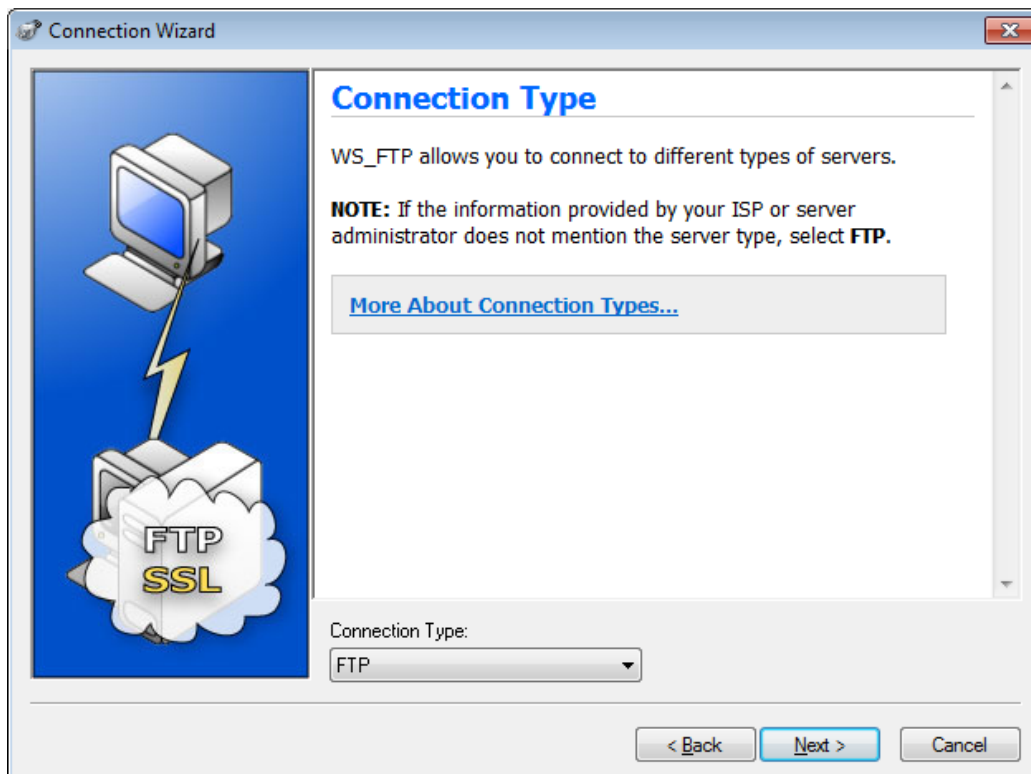 Connection Wizard
Connection Type
WS_FTP allows you to connect to different types of servers.
NOTE: If the information provided by your ISP or server
administrator does not mention the server type, select FTP.
More About Connection Types...
FTP
SSL
Connection Type:
FTP
< Back
Next >
Cancel